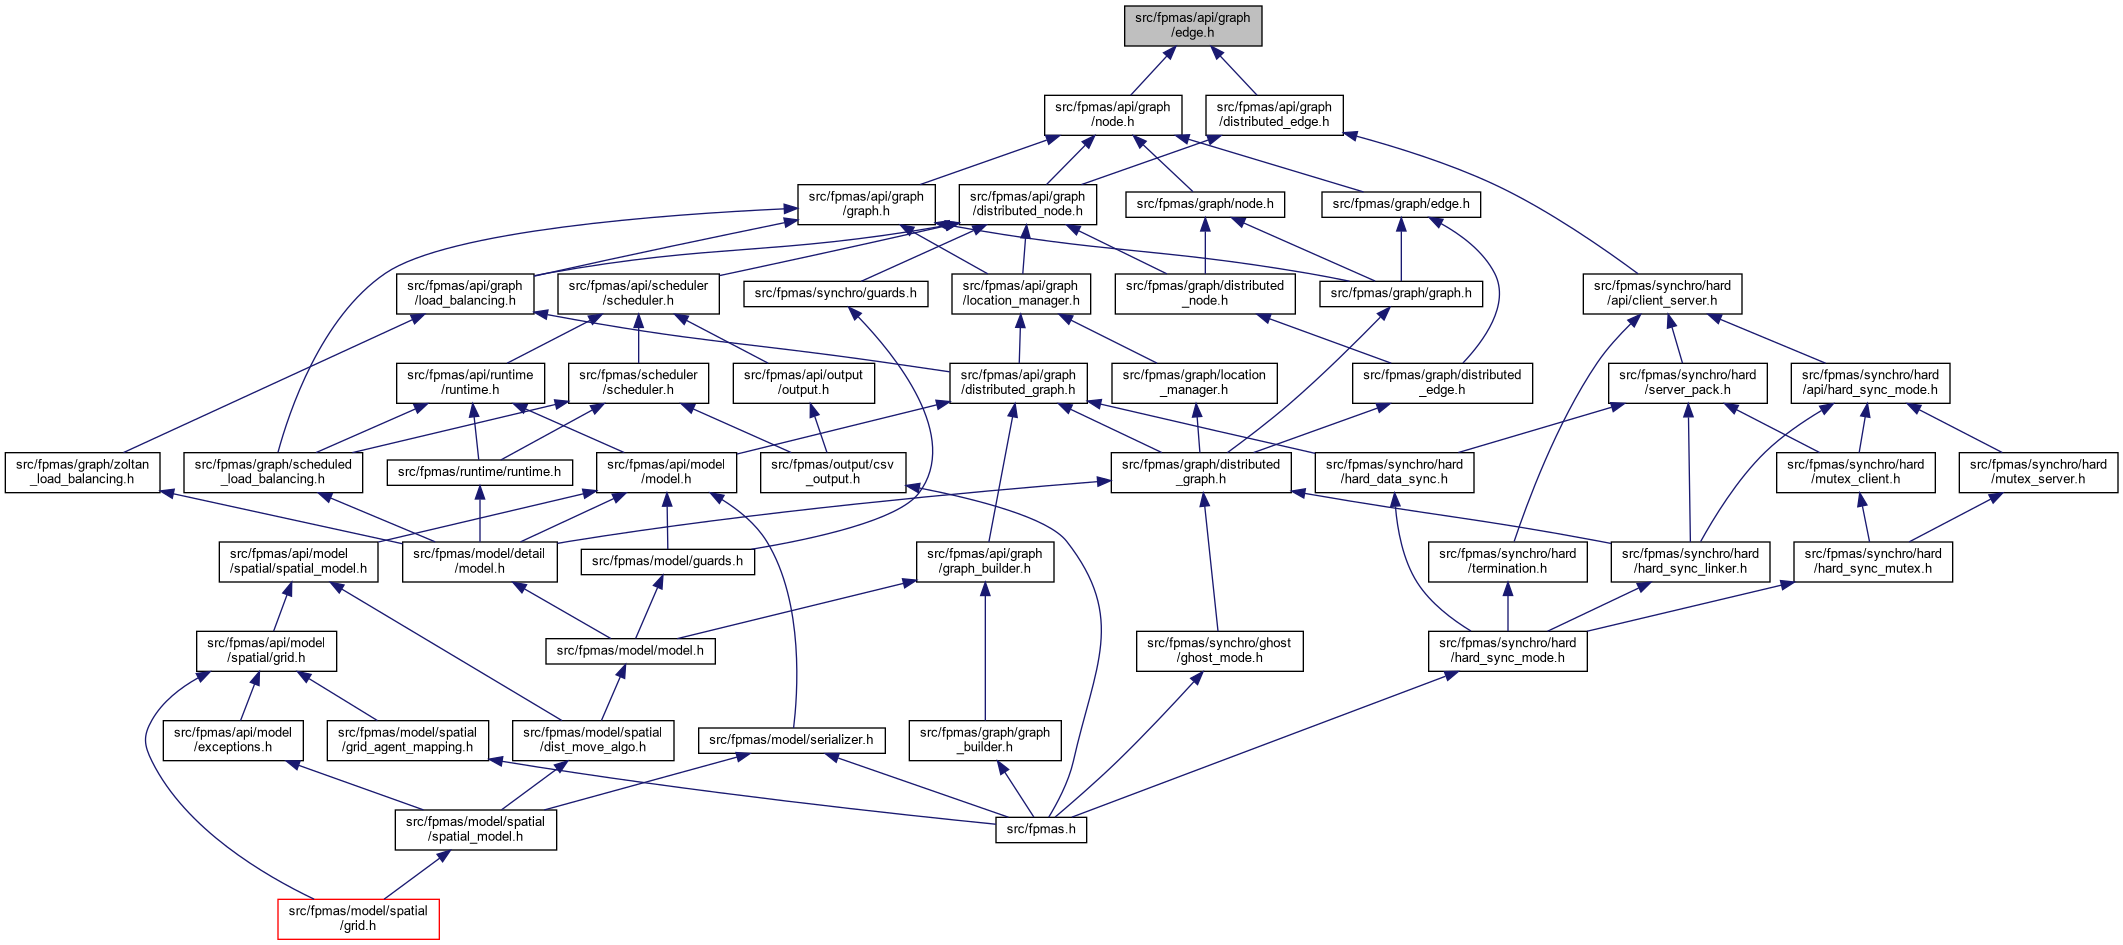 src/fpmas/api/graph
/edge.h
src/fpmas/api/graph
/node.h
src/fpmas/api/graph
/distributed_edge.h
src/fpmas/api/graph
/graph.h
src/fpmas/api/graph
/distributed_node.h
src/fpmas/graph/node.h
src/fpmas/graph/edge.h
src/fpmas/api/graph
/load_balancing.h
src/fpmas/api/scheduler
/scheduler.h
src/fpmas/synchro/guards.h
src/fpmas/api/graph
/location_manager.h
src/fpmas/graph/distributed
_node.h
src/fpmas/graph/graph.h
src/fpmas/synchro/hard
/api/client_server.h
src/fpmas/api/runtime
/runtime.h
src/fpmas/scheduler
/scheduler.h
src/fpmas/api/output
/output.h
src/fpmas/api/graph
/distributed_graph.h
src/fpmas/graph/location
_manager.h
src/fpmas/graph/distributed
_edge.h
src/fpmas/synchro/hard
/server_pack.h
src/fpmas/synchro/hard
/api/hard_sync_mode.h
src/fpmas/graph/zoltan
_load_balancing.h
src/fpmas/graph/scheduled
_load_balancing.h
src/fpmas/runtime/runtime.h
src/fpmas/api/model
/model.h
src/fpmas/output/csv
_output.h
src/fpmas/graph/distributed
_graph.h
src/fpmas/synchro/hard
/hard_data_sync.h
src/fpmas/synchro/hard
/mutex_client.h
src/fpmas/synchro/hard
/mutex_server.h
src/fpmas/api/model
/spatial/spatial_model.h
src/fpmas/model/detail
/model.h
src/fpmas/model/guards.h
src/fpmas/api/graph
/graph_builder.h
src/fpmas/synchro/hard
/termination.h
src/fpmas/synchro/hard
/hard_sync_linker.h
src/fpmas/synchro/hard
/hard_sync_mutex.h
src/fpmas/api/model
/spatial/grid.h
src/fpmas/model/model.h
src/fpmas/synchro/ghost
/ghost_mode.h
src/fpmas/synchro/hard
/hard_sync_mode.h
src/fpmas/api/model
/exceptions.h
src/fpmas/model/spatial
/grid_agent_mapping.h
src/fpmas/model/spatial
/dist_move_algo.h
src/fpmas/model/serializer.h
src/fpmas/graph/graph
_builder.h
src/fpmas/model/spatial
/spatial_model.h
src/fpmas.h
src/fpmas/model/spatial
/grid.h